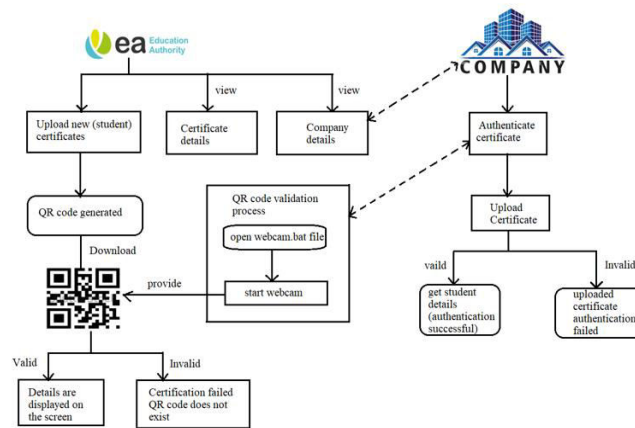 ea Education
Authority
COMPANY
view
view
Upload new (student)
certificates
Certificate
details
Company
details
Authenticate
certificate
QR code generated
QR code validation
process
open webcam.bat file
Upload
Certificate
Download
provide
start webcam
vaild
Invalid
get student
details
(authentication
successful)
uploaded
certificate
authentication
failed
Valid
Invalid
Details are
displayed on
the screen
Certification failed
QR code does not
exist